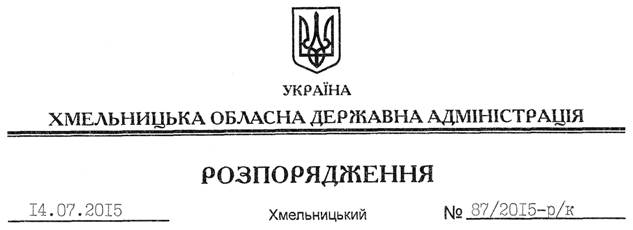 УКРАЇНА
ХМЕЛЬНИЦЬКА ОБЛАСНА ДЕРЖАВНА АДМІНІСТРАЦІЯ
РОЗПОРЯДЖЕННЯ
14.07.2015 Хмельницький № 87/2015-р/к